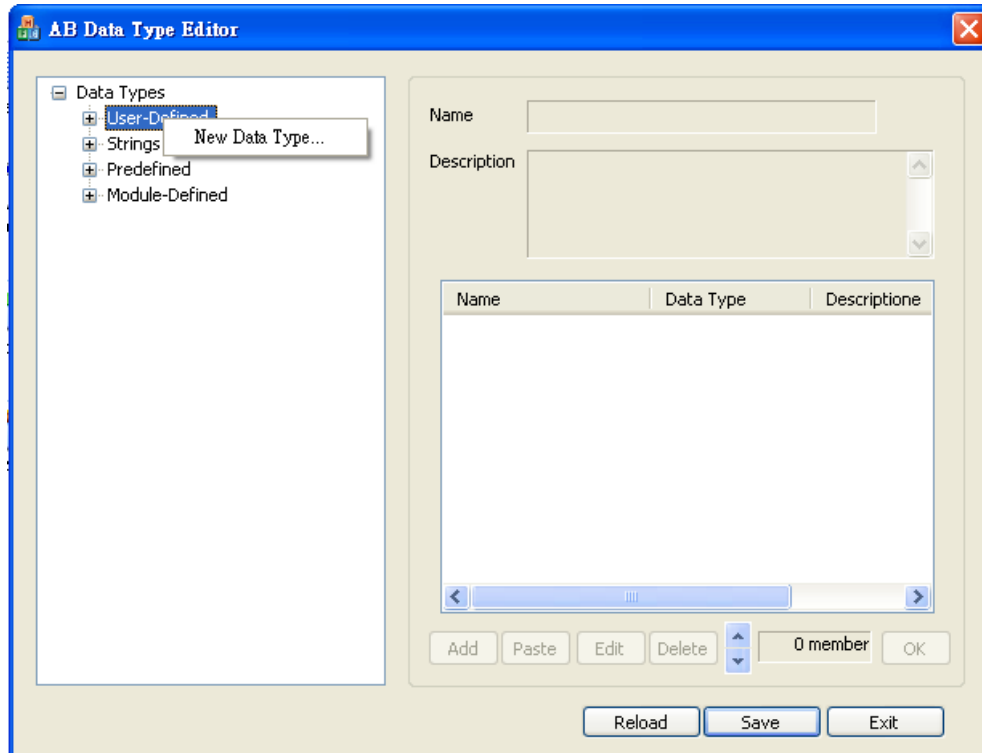 AB Data Type Editor
Data Types
User-Defined
New Data Type...
Strings
Predefined
Module-Defined
Name
Description
Name Data Type Descriptione
Add Paste Edit Delete 0 member OK
Reload Save Exit